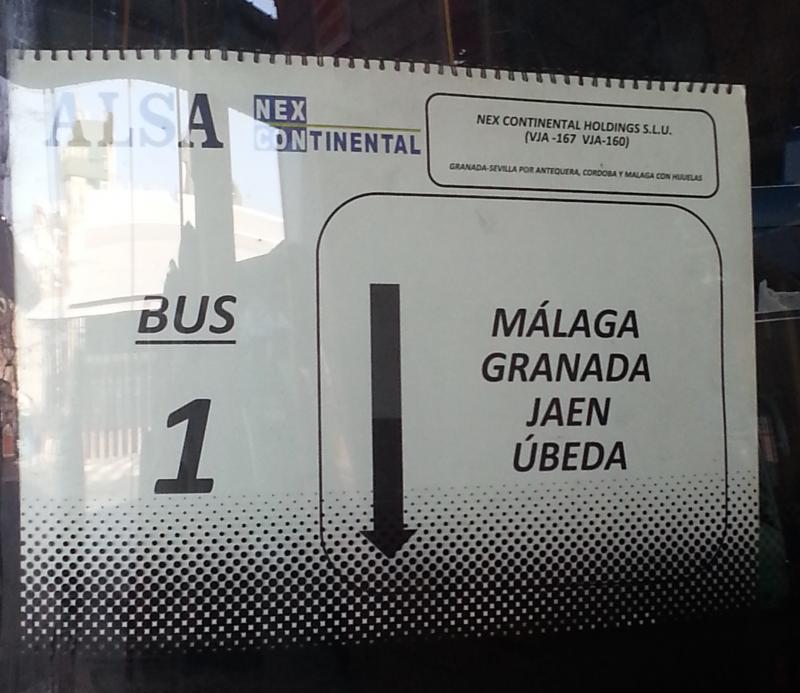 ALSA
NEX
CONTINENTAL
NEX CONTINENTAL HOLDINGS S.L.U.
(VJA -167 VJA-160)
GRANADA-SEVILLA POR ANTEQUERA, CORDOBA Y MALAGA CON HIJUELAS
BUS
1
MÁLAGA
GRANADA
JAEN
ÚBEDA